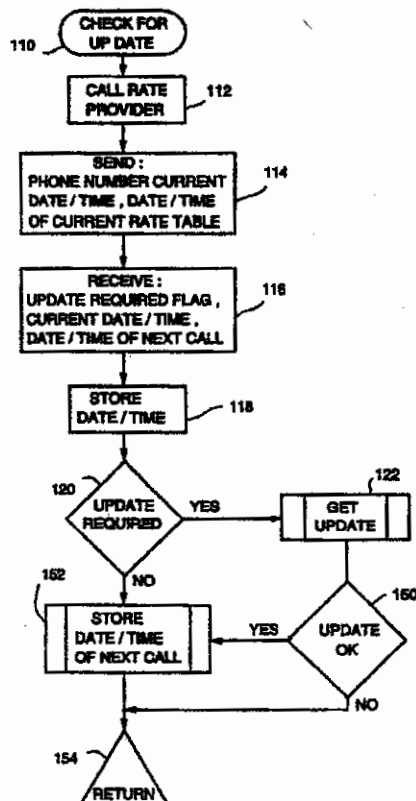 CHECK FOR
UP DATE
110
CALL RATE
PROVIDER
112
SEND :
PHONE NUMBER CURRENT
DATE / TIME , DATE / TIME
OF CURRENT RATE TABLE
114
RECEIVE :
UPDATE REQUIRED FLAG ,
CURRENT DATE / TIME ,
DATE / TIME OF NEXT CALL
116
STORE
DATE / TIME
118
120
UPDATE
REQUIRED
YES
122
GET
UPDATE
NO
152
STORE
DATE / TIME
OF NEXT CALL
YES
150
UPDATE
OK
NO
154
RETURN